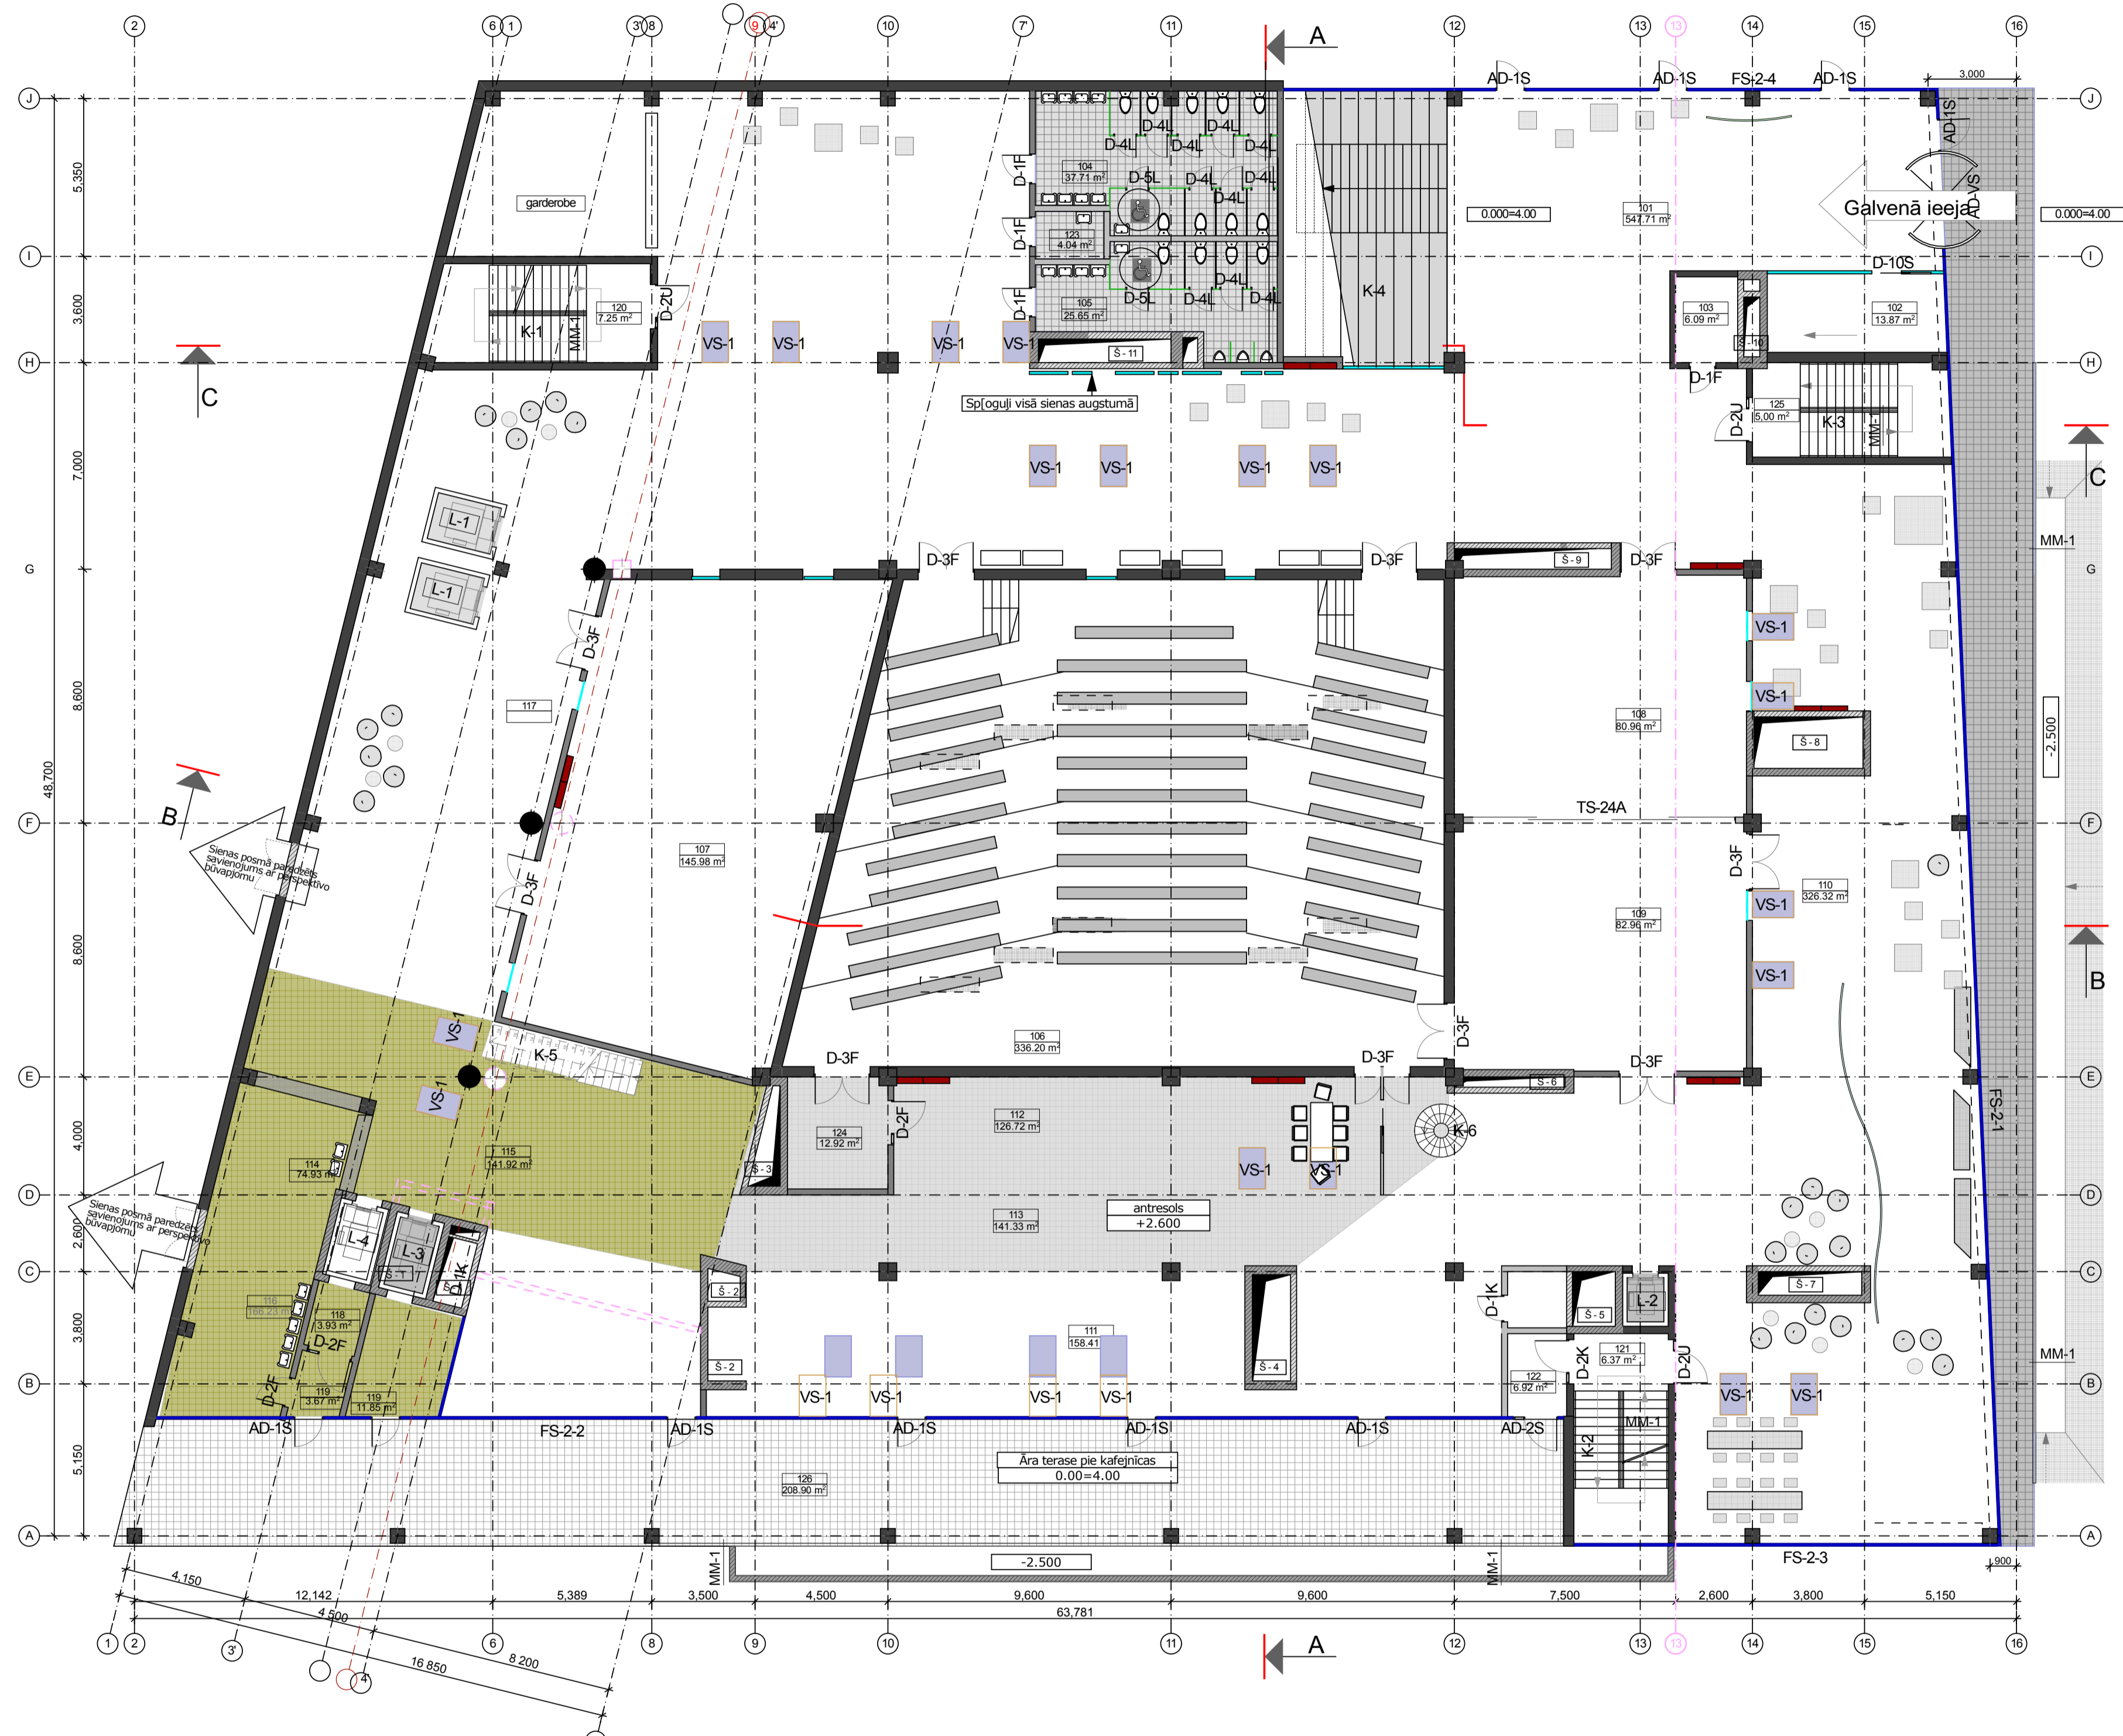 2
6
1
3'
8
9
4'
10
7'
11
A
12
13
13
14
15
16
AD-1S
AD-1S
FS-2-4
AD-1S
3,000
J
J
AD-1S
5,350
garderobe
D-1F
104
37.71 m²
D-4L
D-4L
D-4L
D-4L
D-4L
D-5L
D-4L
D-4L
D-4L
0.000=4.00
101
547.71 m²
Galvenā ieeja
AD-VS
0.000=4.00
D-1F
123
4.04 m²
I
I
D-10S
3,600
K-1
MM-1
120
7.25 m²
D-2U
D-1F
105
25.65 m²
D-5L
D-4L
D-4L
D-4L
K-4
103
6.09 m²
Š - 10
102
13.87 m²
VS-1
VS-1
VS-1
VS-1
Š - 11
H
H
C
Sp[oguļi visā sienas augstumā
D-1F
D-2U
125
5,00 m²
K-3
MM-1
7,000
VS-1
VS-1
VS-1
VS-1
C
L-1
L-1
MM-1
G
D-3F
D-3F
Š - 9
D-3F
G
D-3F
VS-1
8,600
117
VS-1
108
80.96 m²
Š - 8
-2.500
48,700
B
TS-24A
F
F
Sienas posmā paredzēts
savienojums ar perspektīvo
būvapjomu
107
145.98 m²
D-3F
D-3F
110
326.32 m²
VS-1
109
82.96 m²
8,600
VS-1
B
VS-1
K-5
106
336.20 m²
D-3F
D-3F
D-3F
D-3F
E
E
VS-1
Š - 6
FS-2-1
4,000
124
12.92 m²
D-2F
112
126.72 m²
K-6
114
74.93 m²
115
141.92 m²
Š - 3
VS-1
VS-1
D
D
Sienas posmā paredzēts
savienojums ar perspektīvo
būvapjomu
2,600
113
141.33 m²
antresols
+2.600
L-4
L-3
Š - 1
D-1K
C
C
Š - 2
D-1K
Š - 5
L-2
Š - 7
116
166.23 m²
118
3.93 m²
D-2F
3,800
111
158.41
Š - 2
Š - 4
D-2K
121
6.37 m²
D-2U
MM-1
122
6.92 m²
B
B
D-2F
119
3.67 m²
119
11.85 m²
VS-1
VS-1
VS-1
VS-1
VS-1
VS-1
AD-1S
FS-2-2
AD-1S
AD-1S
AD-1S
AD-1S
AD-2S
K-2
MM-1
5,150
Āra terase pie kafejnīcas
0.00=4.00
126
208.90 m²
A
A
MM-1
-2.500
MM-1
FS-2-3
900
4,150
12,142
5,389
3,500
4,500
9,600
9,600
7,500
2,600
3,800
5,150
4 500
63,781
1
2
3'
6
8
9
10
11
A
12
13
13
14
15
16
8 200
16 850
4'